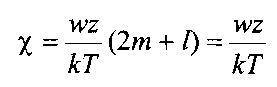 χ = wz/kT (2m + l) = wz/kT